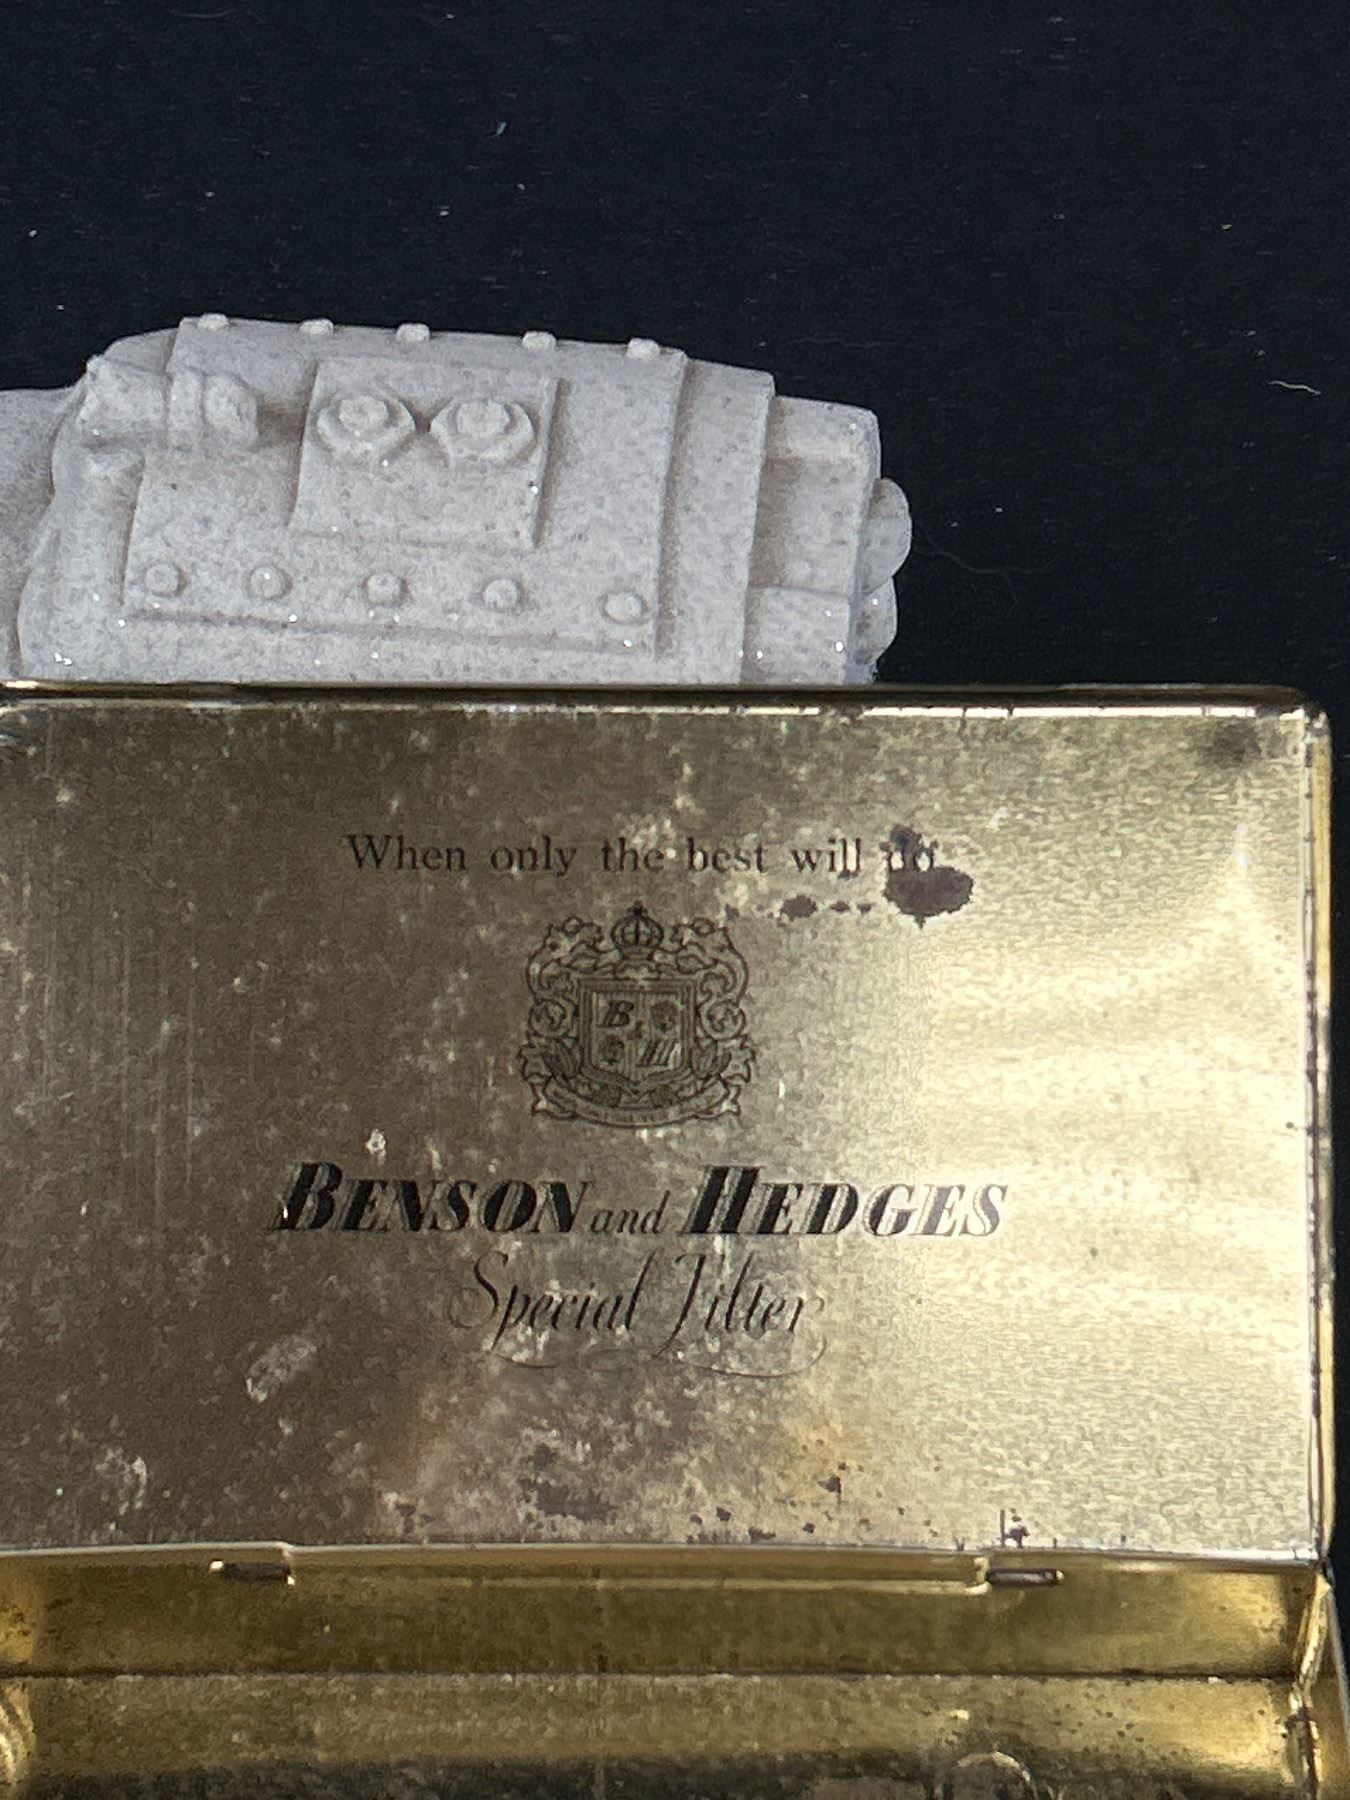 When only the best will do
B & H
BENSON and HEDGES
Special Filter